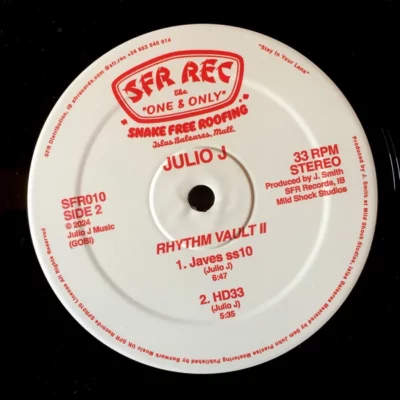 SFR REC
the
"ONE & ONLY"
"SNAKE FREE ROOFING"
Islas Baleares, Mall.
JULIO J
"Stay In Your Lane"
33 RPM
STEREO
Produced by J. Smith
SFR Records, IB
Mild Shock Studios
SFR010
SIDE 2
℗ 2024
Julio J Music
(GOBI)
RHYTHM VAULT II
1. Javes ss10
(Julio J)
6:47
2. HD33
(Julio J)
5:35